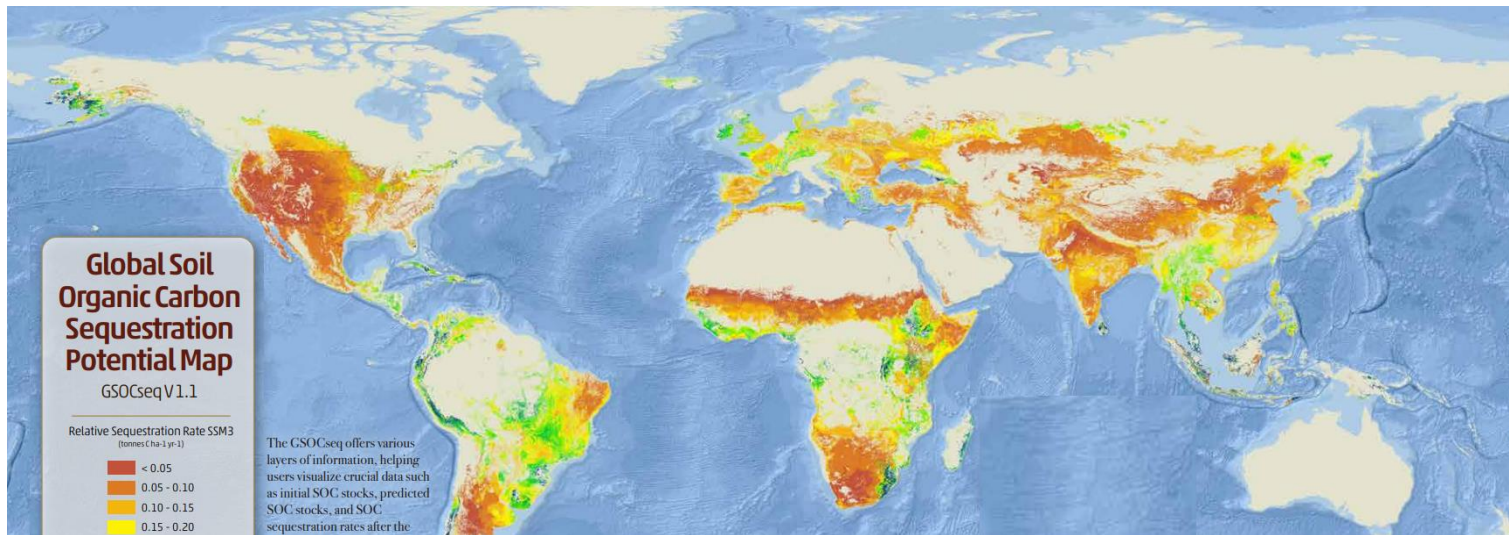 Global Soil
Organic Carbon
Sequestration
Potential Map
GSOCseq V1.1
Relative Sequestration Rate SSM3
(tonnes C ha-1 yr-1)
< 0.05
0.05 - 0.10
0.10 - 0.15
0.15 - 0.20
The GSOCseq offers various
layers of information, helping
users visualize crucial data such
as initial SOC stocks, predicted
SOC stocks, and SOC
sequestration rates after the